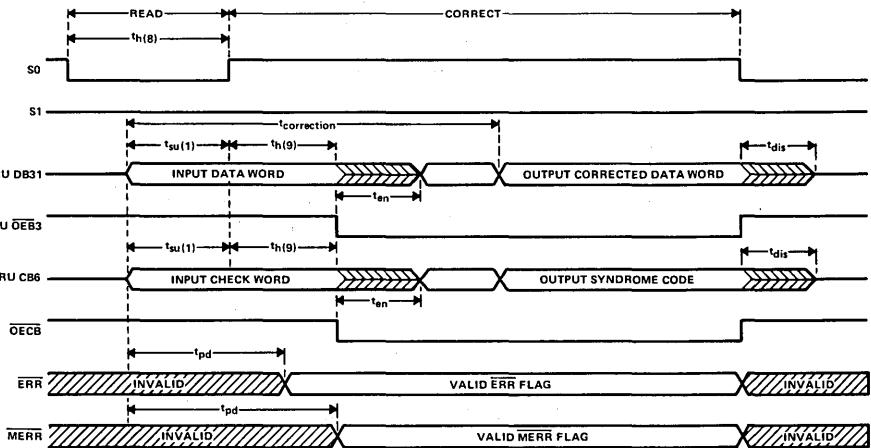 READ CORRECT
th(8)
S0
S1
tcorrection
tsu(1) th(9) tdis
RU DB31 INPUT DATA WORD OUTPUT CORRECTED DATA WORD
ten
U OEB3
tsu(1) th(9) tdis
RU CB6 INPUT CHECK WORD OUTPUT SYNDROME CODE
ten
OECB
tpd
ERR INVALID VALID ERR FLAG INVALID
tpd
MERR INVALID VALID MERR FLAG INVALID